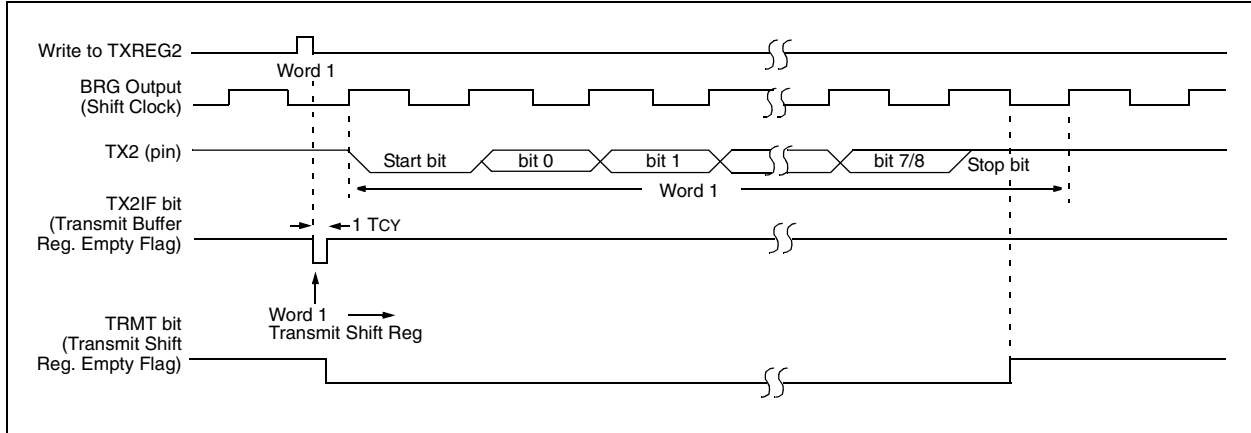 Write to TXREG2
Word 1
BRG Output
(Shift Clock)
TX2 (pin)
Start bit
bit 0
bit 1
bit 7/8
Stop bit
Word 1
TX2IF bit
(Transmit Buffer
Reg. Empty Flag)
1 TCY
Word 1
Transmit Shift Reg
TRMT bit
(Transmit Shift
Reg. Empty Flag)